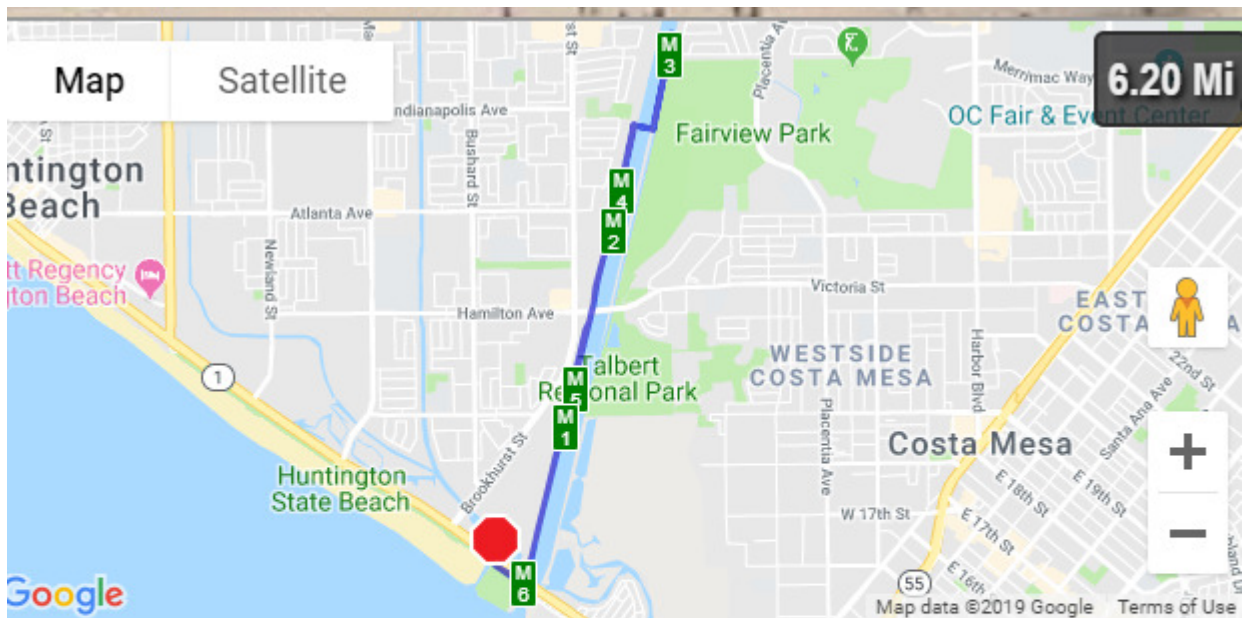 Map
Satellite
6.20 Mi
M
3
Placentia Ave
Merrimac Way
OC Fair & Event Center
Fairview Park
ndianapolis Ave
Bushard St
ntington
Beach
M
4
M
2
Atlanta Ave
Newland St
tt Regency
gton Beach
Hamilton Ave
Victoria St
EAST
COSTA
A
Harbor Blvd
WESTSIDE
COSTA MESA
Talbert
Regional Park
M
5
M
1
1
22nd St
Santa Ana Ave
Placentia Ave
Costa Mesa
Brookhurst St
Huntington
State Beach
E 19th St
E 18th St
W 17th St
E 17th St
E 16th St
M
6
55
Google
Map data ©2019 Google
Terms of Use